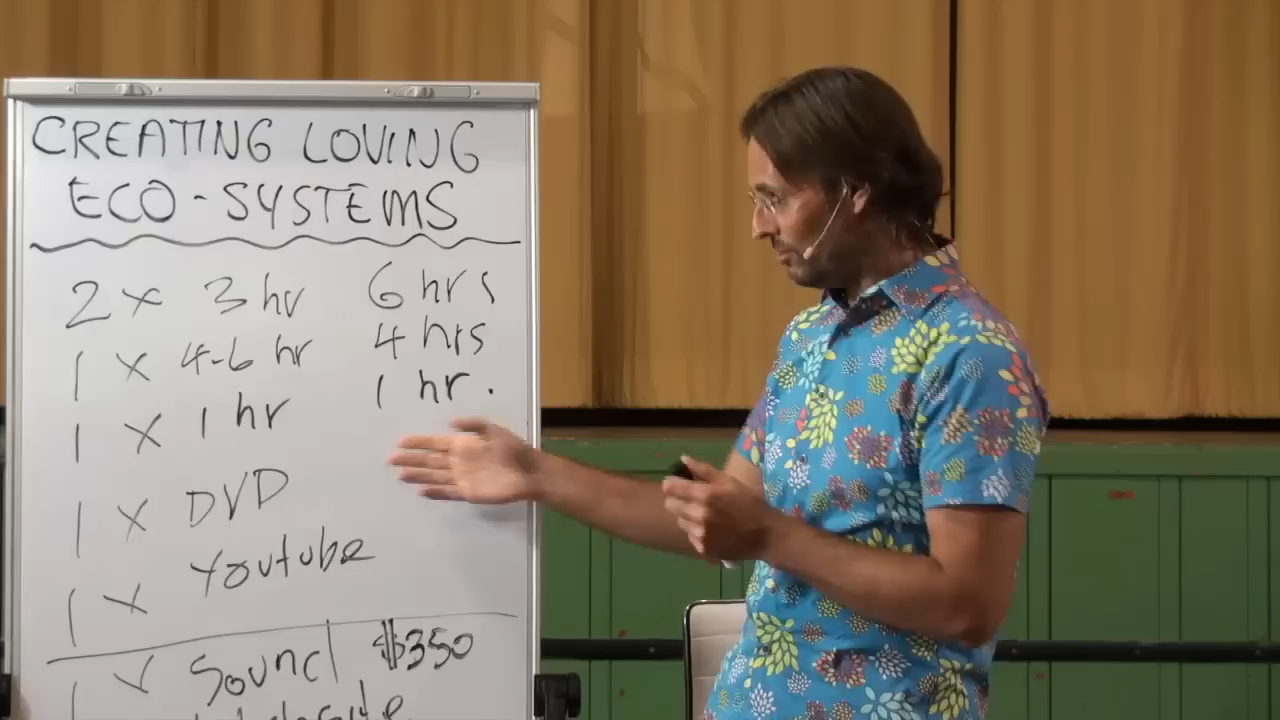 CREATING LOVING
ECO-SYSTEMS
2 x 3 hr 6 hrs
1 x 4-6 hr 4 hrs
1 x 1 hr 1 hr.
1 x DVD
1 x Youtube
1 x Sound $350